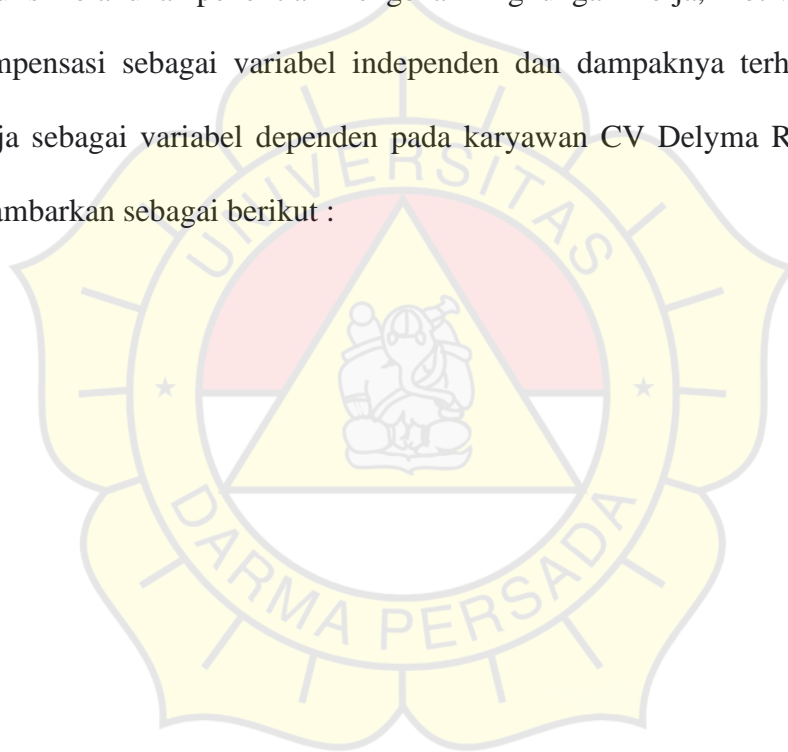 mpensasi sebagai variabel independen dan dampaknya terh
ja sebagai variabel dependen pada karyawan CV Delyma R
ambarkan sebagai berikut :
UNIVERSITAS
DARMA PERSADA